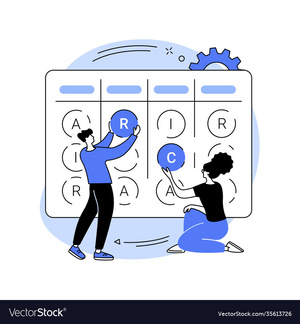 A R I R
I C
R A A
VectorStock® VectorStock.com/35613726